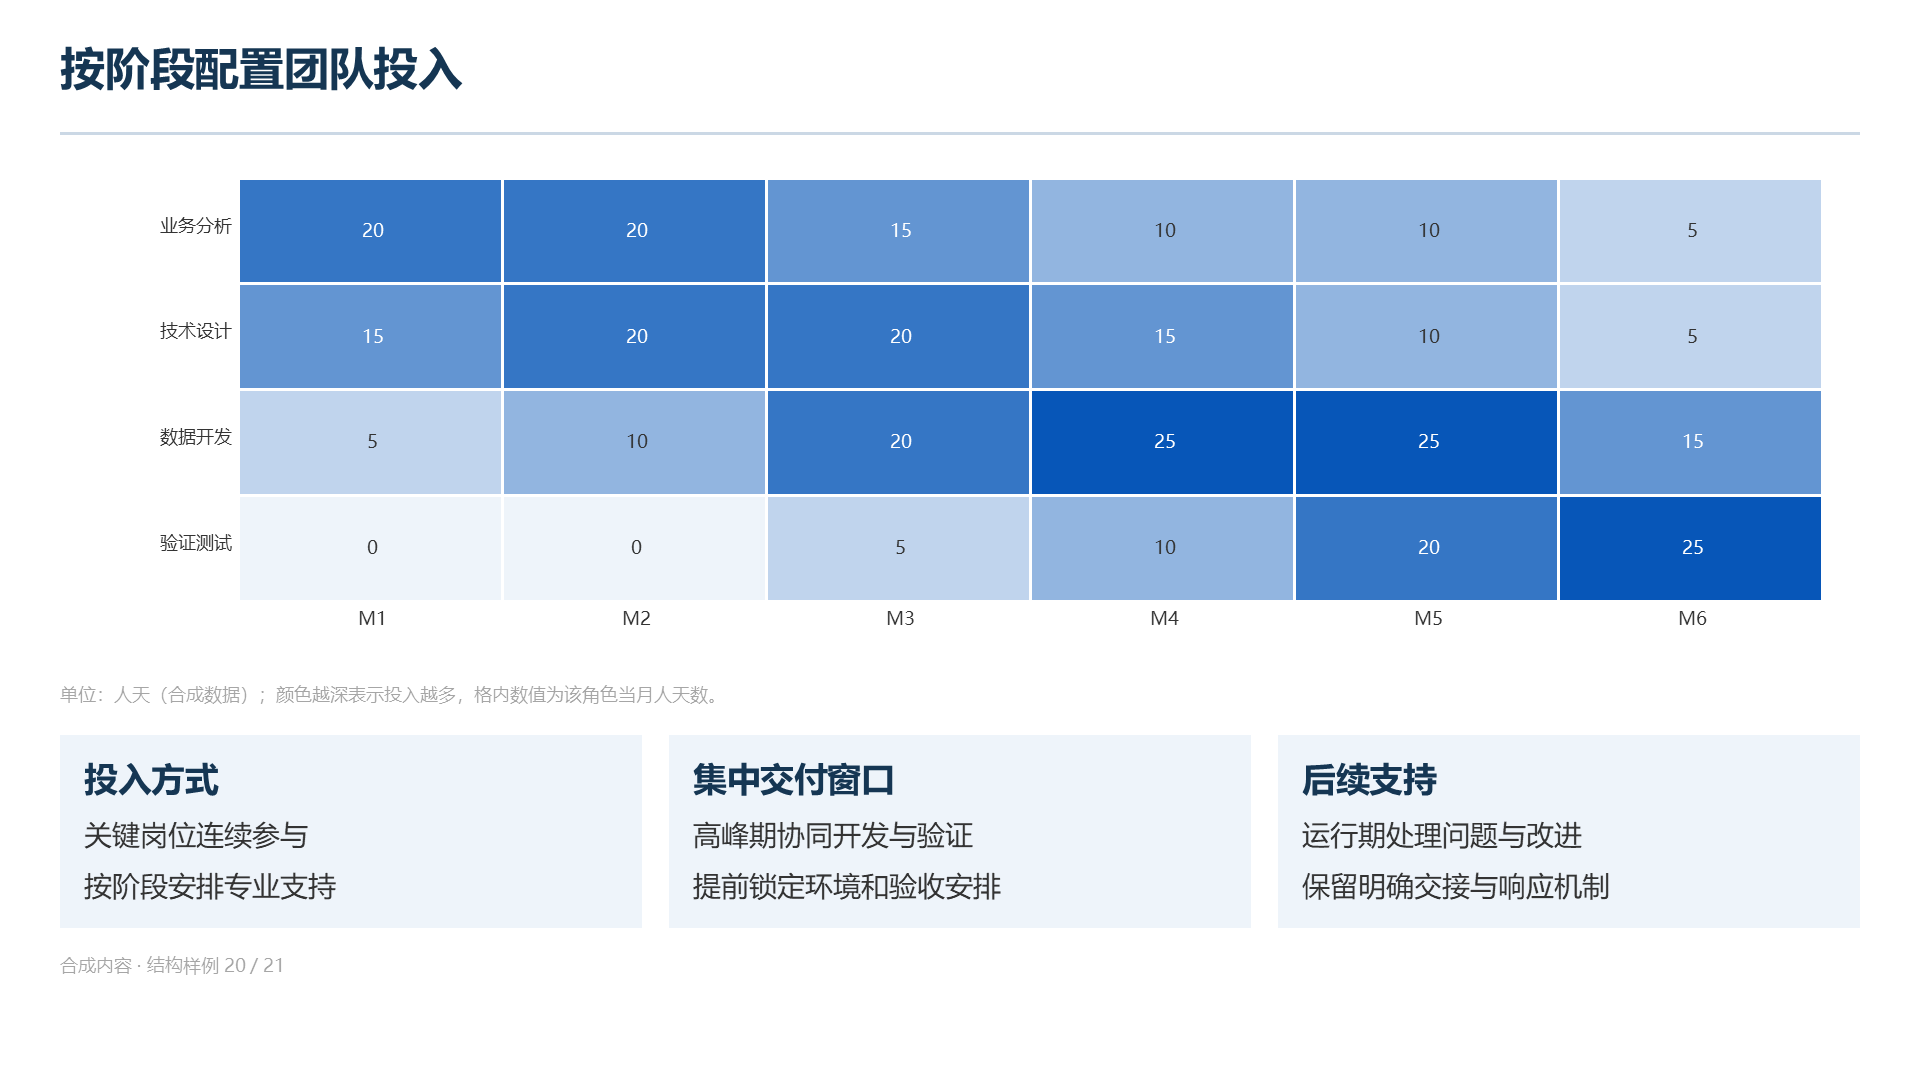 按阶段配置团队投入
业务分析 20 20 15 10 10 5
技术设计 15 20 20 15 10 5
数据开发 5 10 20 25 25 15
验证测试 0 0 5 10 20 25
M1 M2 M3 M4 M5 M6
单位：人天（合成数据）；颜色越深表示投入越多，格内数值为该角色当月人天数。
投入方式
关键岗位连续参与
按阶段安排专业支持
集中交付窗口
高峰期协同开发与验证
提前锁定环境和验收安排
后续支持
运行期处理问题与改进
保留明确交接与响应机制
合成内容 · 结构样例 20 / 21